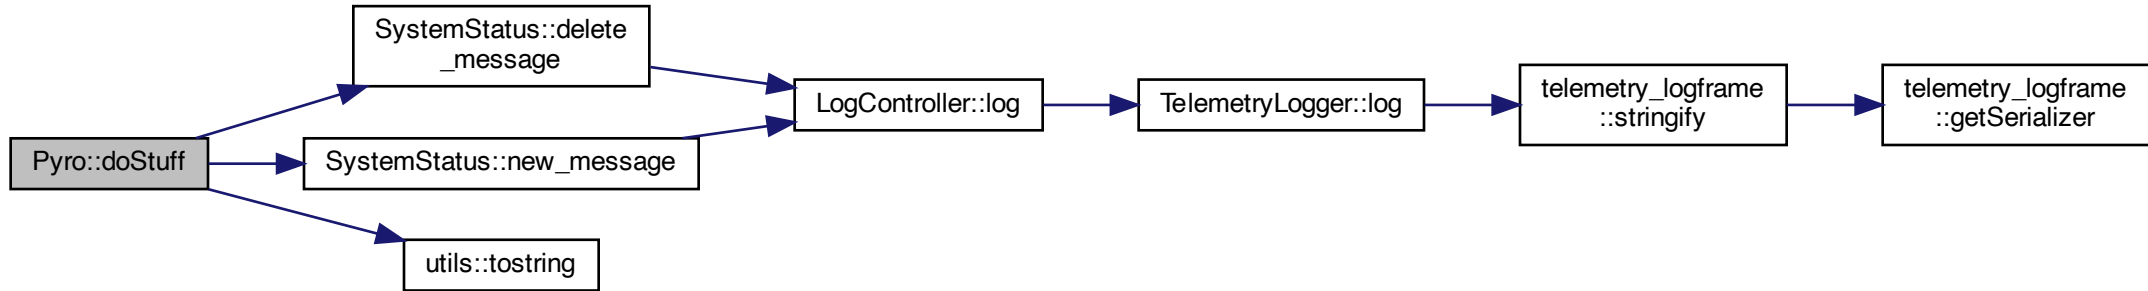 SystemStatus::delete
_message
Pyro::doStuff
SystemStatus::new_message
utils::tostring
LogController::log
TelemetryLogger::log
telemetry_logframe
::stringify
telemetry_logframe
::getSerializer